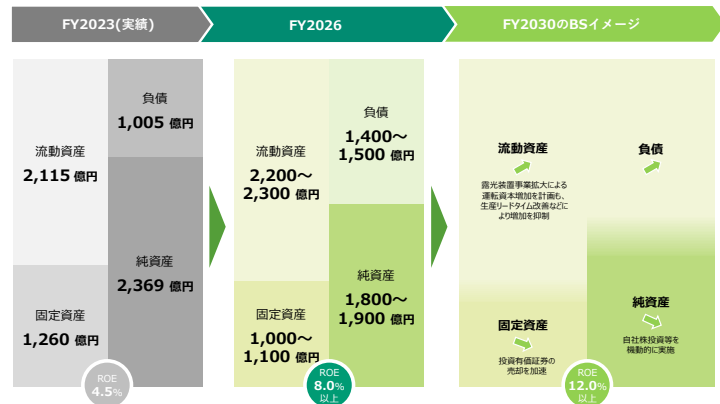 FY2023(実績)
FY2026
FY2030のBSイメージ
流動資産
2,115 億円
固定資産
1,260 億円
負債
1,005 億円
純資産
2,369 億円
ROE
4.5%
流動資産
2,200～
2,300 億円
固定資産
1,000～
1,100 億円
負債
1,400～
1,500 億円
純資産
1,800～
1,900 億円
ROE
8.0%
以上
流動資産
露光装置事業拡大による
運転資本増加を計画も、
生産リードタイム改善などに
より増加を抑制
固定資産
投資有価証券の
売却を加速
負債
純資産
自社株投資等を
機動的に実施
ROE
12.0%
以上